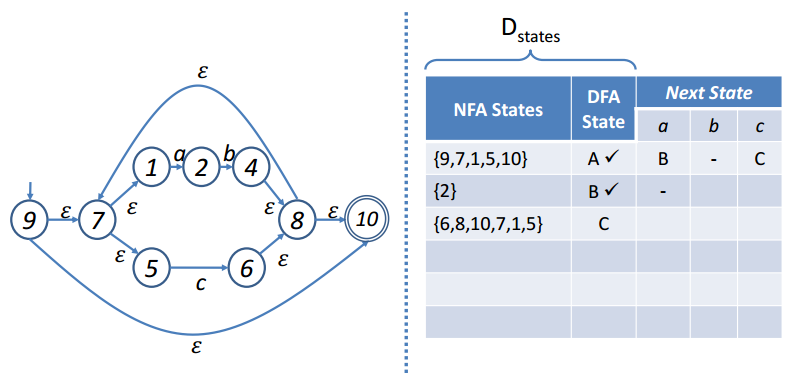 D states
NFA States DFA State Next State
a b c
{9,7,1,5,10} A ✓ B - C
{2} B ✓ -
{6,8,10,7,1,5} C
ε
1 a 2 b 4
ε ε
9 ε 7 8 ε 10
ε ε
5 c 6
ε